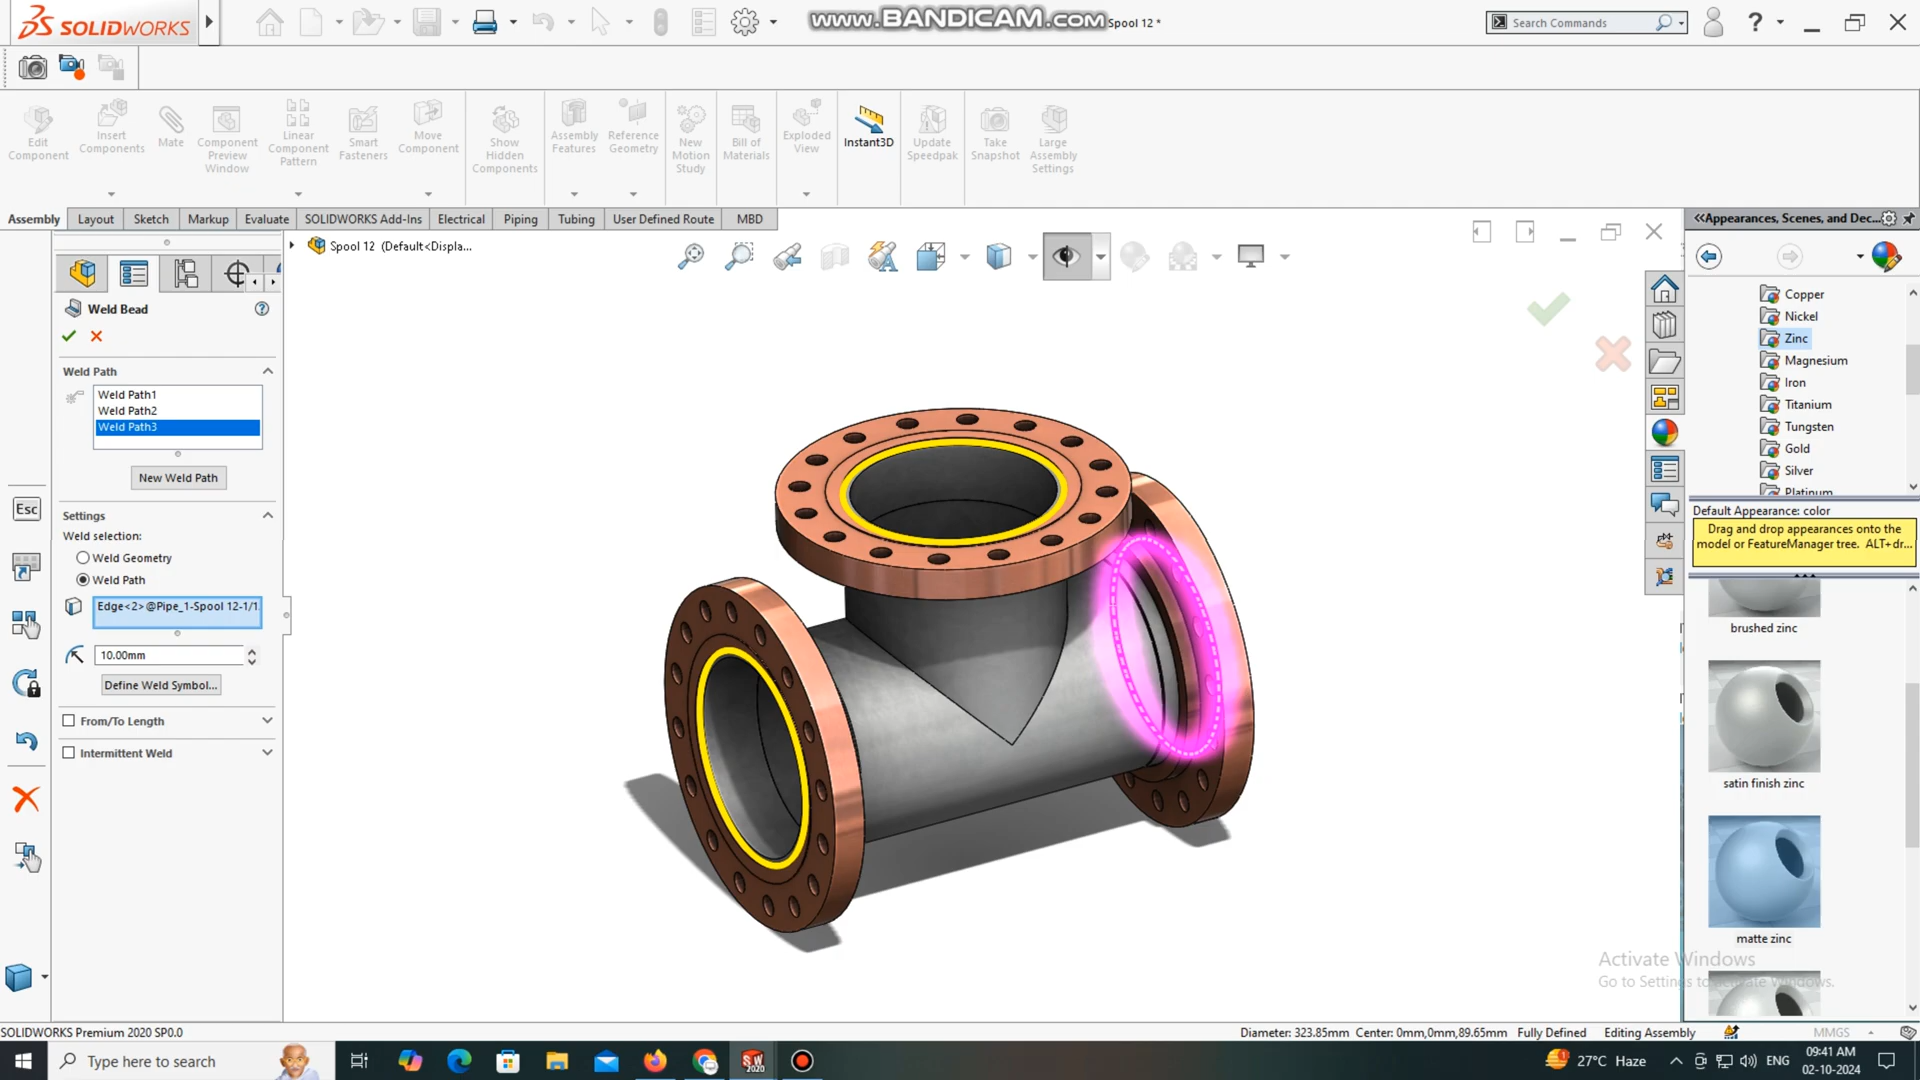 SOLIDWORKS
www.BANDICAM.com
Spool 12 *
Search Commands
?
Edit Component
Insert Components
Mate
Component Preview Window
Linear Component Pattern
Smart Fasteners
Move Component
Show Hidden Components
Assembly Features
Reference Geometry
New Motion Study
Bill of Materials
Exploded View
Instant3D
Update Speedpak
Take Snapshot
Large Assembly Settings
Assembly
Layout
Sketch
Markup
Evaluate
SOLIDWORKS Add-Ins
Electrical
Piping
Tubing
User Defined Route
MBD
Appearances, Scenes, and Dec...
Spool 12 (Default<Displa...
Weld Bead
Weld Path
Weld Path1
Weld Path2
Weld Path3
New Weld Path
Settings
Weld selection:
Weld Geometry
Weld Path
Edge<2>@Pipe_1-Spool 12-1/1
10.00mm
Define Weld Symbol...
From/To Length
Intermittent Weld
Esc
Copper
Nickel
Zinc
Magnesium
Iron
Titanium
Tungsten
Gold
Silver
Platinum
Default Appearance: color
Drag and drop appearances onto the
model or FeatureManager tree. ALT+ dr...
brushed zinc
satin finish zinc
matte zinc
Activate Windows
Go to Settings to activate Windows.
SOLIDWORKS Premium 2020 SP0.0
Diameter: 323.85mm Center: 0mm,0mm,89.65mm
Fully Defined
Editing Assembly
MMGS
Type here to search
SW
2020
27°C Haze
ENG
09:41 AM
02-10-2024